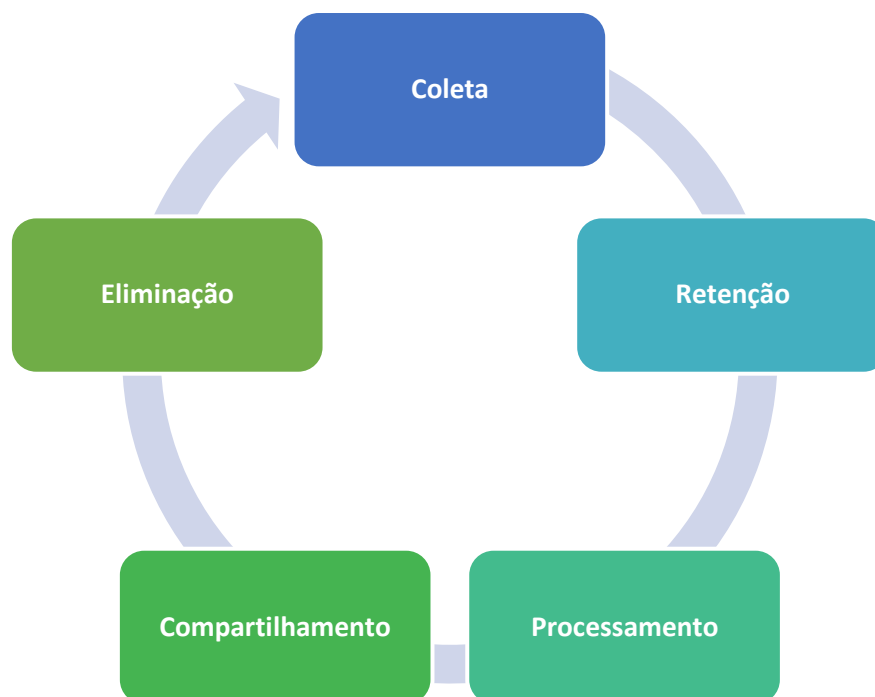 Coleta
Retenção
Processamento
Compartilhamento
Eliminação